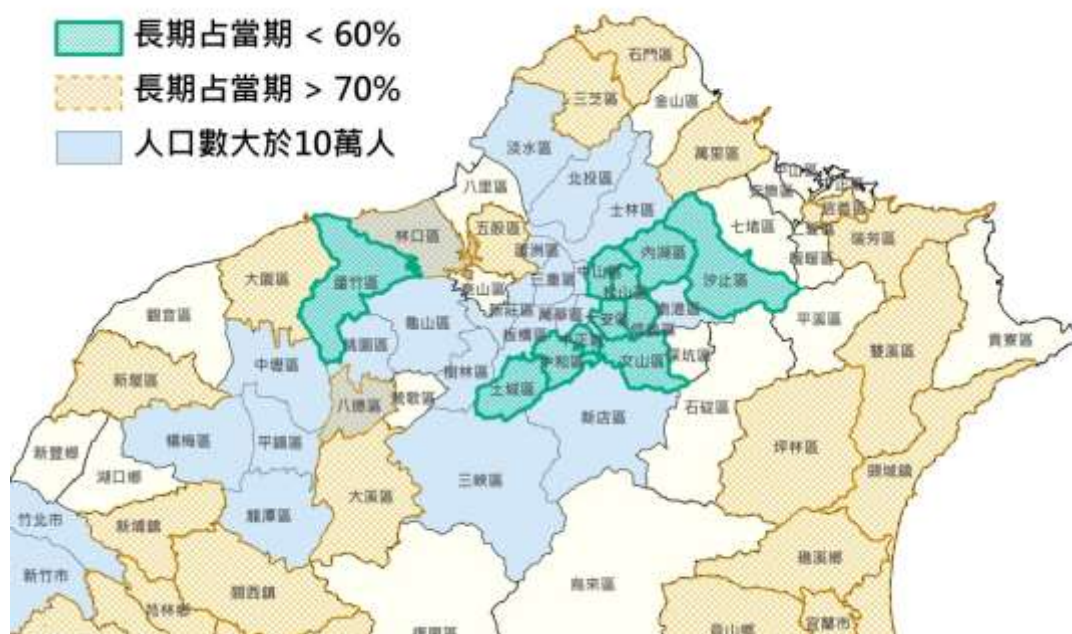 長期占當期 < 60%
長期占當期 > 70%
人口數大於10萬人
石門區
三芝區
金山區
淡水區
萬里區
北投區
八里區
士林區
七堵區
五股區
林口區
蘆洲區
內湖區
瑞芳區
大園區
蘆竹區
三重區
中山區
汐止區
泰山區
松山區
南港區
平溪區
觀音區
新莊區
萬華區
龜山區
板橋區
雙溪區
貢寮區
桃園區
中和區
文山區
深坑區
中壢區
樹林區
土城區
新屋區
八德區
鶯歌區
石碇區
新店區
楊梅區
平鎮區
坪林區
新豐鄉
頭城鎮
湖口鄉
大溪區
三峽區
龍潭區
竹北市
新埔鎮
礁溪鄉
新竹市
關西鎮
烏來區
芎林鄉
宜蘭市
員山鄉